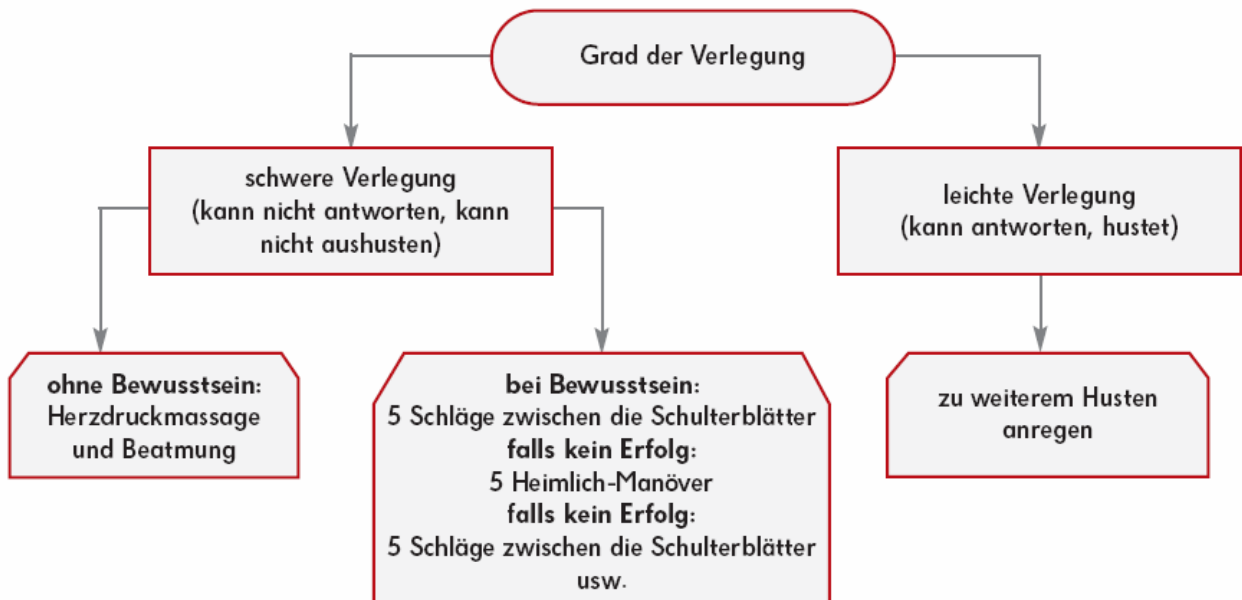 Grad der Verlegung
schwere Verlegung
(kann nicht antworten, kann
nicht aushusten)
leichte Verlegung
(kann antworten, hustet)
ohne Bewusstsein:
Herzdruckmassage
und Beatmung
bei Bewusstsein:
5 Schläge zwischen die Schulterblätter
falls kein Erfolg:
5 Heimlich-Manöver
falls kein Erfolg:
5 Schläge zwischen die Schulterblätter
usw.
zu weiterem Husten
anregen